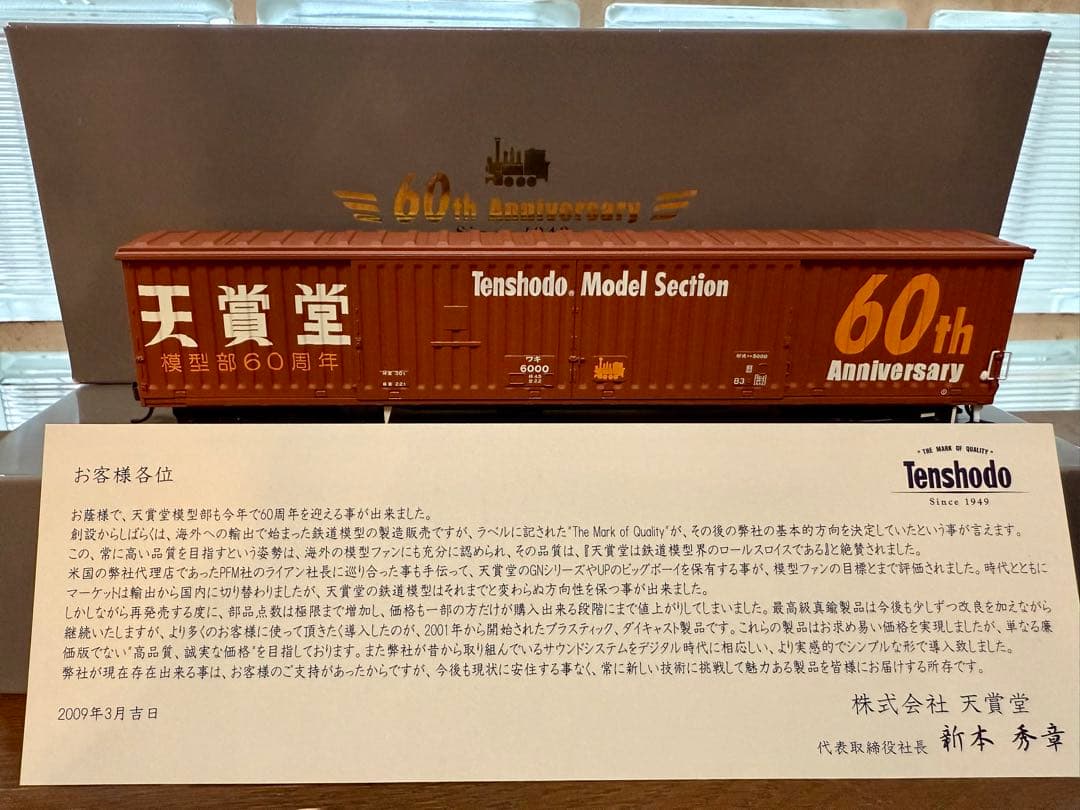 60th Anniversary
天賞堂
模型部60周年
Tenshodo Model Section
ワキ
6000
60th
Anniversary
お客様各位
"THE MARK OF QUALITY"
Tenshodo
Since 1949
お蔭様で、天賞堂模型部も今年で60周年を迎える事が出来ました。
創設からしばらくは、海外への輸出で始まった鉄道模型の製造販売ですが、ラベルに記された"The Mark of Quality"が、その後の弊社の基本的方向を決定していたという事が言えます。
この、常に高い品質を目指すという姿勢は、海外の模型ファンにも充分に認められ、その品質は、『天賞堂は鉄道模型界のロールスロイスである』と絶賛されました。
米国の弊社代理店であったPFM社のライアン社長に巡り合った事も手伝って、天賞堂のGNシリーズやUPのビッグボーイを保有する事が、模型ファンの目標とまで評価されました。時代とともに
マーケットは輸出から国内に切り替わりましたが、天賞堂の鉄道模型はそれまでと変わらぬ方向性を保つ事が出来ました。
しかしながら再発売する度に、部品点数は極限まで増加し、価格も一部の方だけが購入出来る段階にまで値上がりしてしまいました。最高級真鍮製品は今後も少しずつ改良を加えながら
継続いたしますが、より多くのお客様に使って頂きたく導入したのが、2001年から開始されたプラスティック、ダイキャスト製品です。これらの製品はお求め易い価格を実現しましたが、単なる廉
価版でない"高品質、誠実な価格"を目指しております。また弊社が昔から取り組んでいるサウンドシステムをデジタル時代に相応しい、より実感的でシンプルな形で導入致しました。
弊社が現在存在出来る事は、お客様のご支持があったからですが、今後も現状に安住する事なく、常に新しい技術に挑戦して魅力ある製品を皆様にお届けする所存です。
2009年3月吉日
株式会社 天賞堂
代表取締役社長 新本 秀章